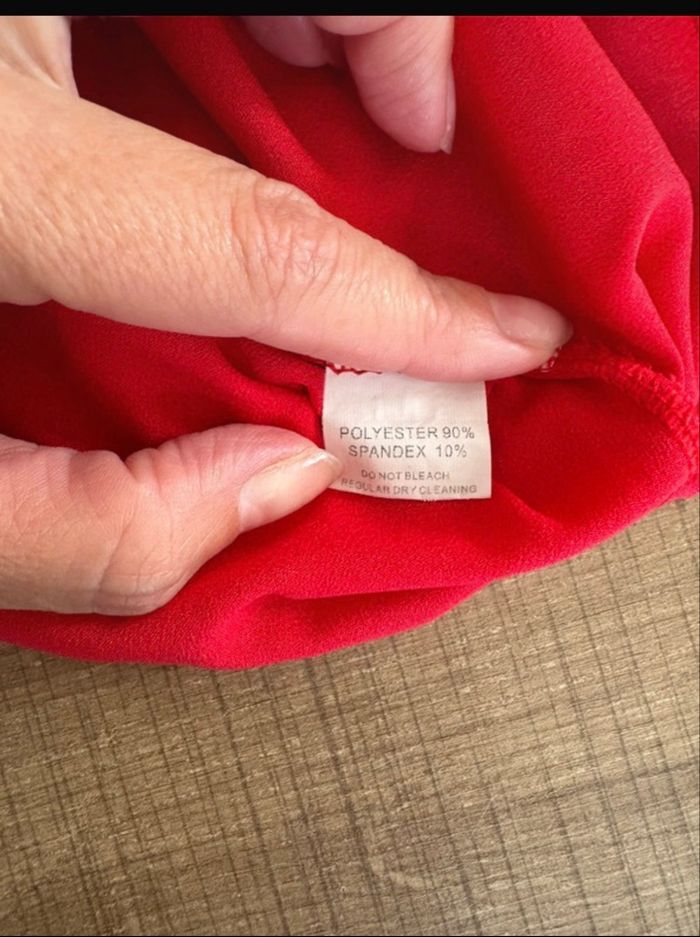 POLYESTER 90%
SPANDEX 10%
DO NOT BLEACH
REGULAR DRY CLEANING